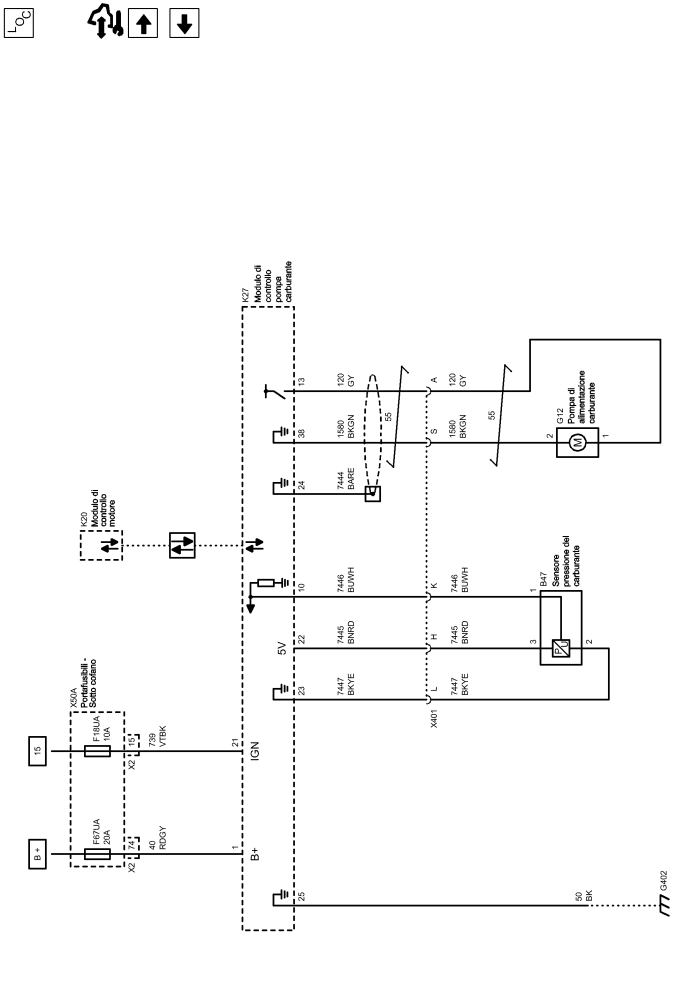 LOC
K27
Modulo di
controllo
pompa
carburante
13
120
GY
A
120
GY
38
1580
BKGN
55
S
1580
BKGN
55
2
G12
Pompa di
alimentazione
carburante
M
1
24
7444
BARE
K20
Modulo di
controllo
motore
10
7446
BUWH
K
7446
BUWH
1
B47
Sensore
pressione del
carburante
5V
22
7445
BNRD
H
7445
BNRD
3
P
U
2
23
7447
BKYE
L
X401
7447
BKYE
X50A
Portafusibili -
Sotto cofano
15
F18UA
10A
15
X2
739
VTBK
21
IGN
B +
F67UA
20A
74
X2
40
RDGY
1
B+
25
50
BK
G402